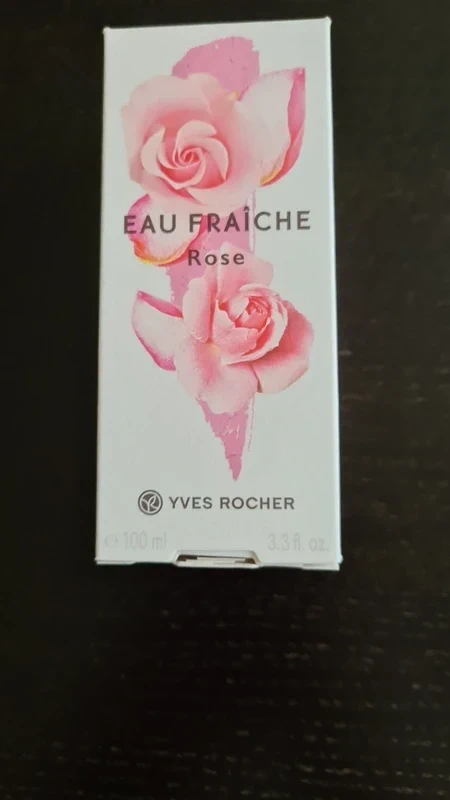 EAU FRAÎCHE
Rose
YVES ROCHER
℮ 100 ml 3.3 fl. oz.